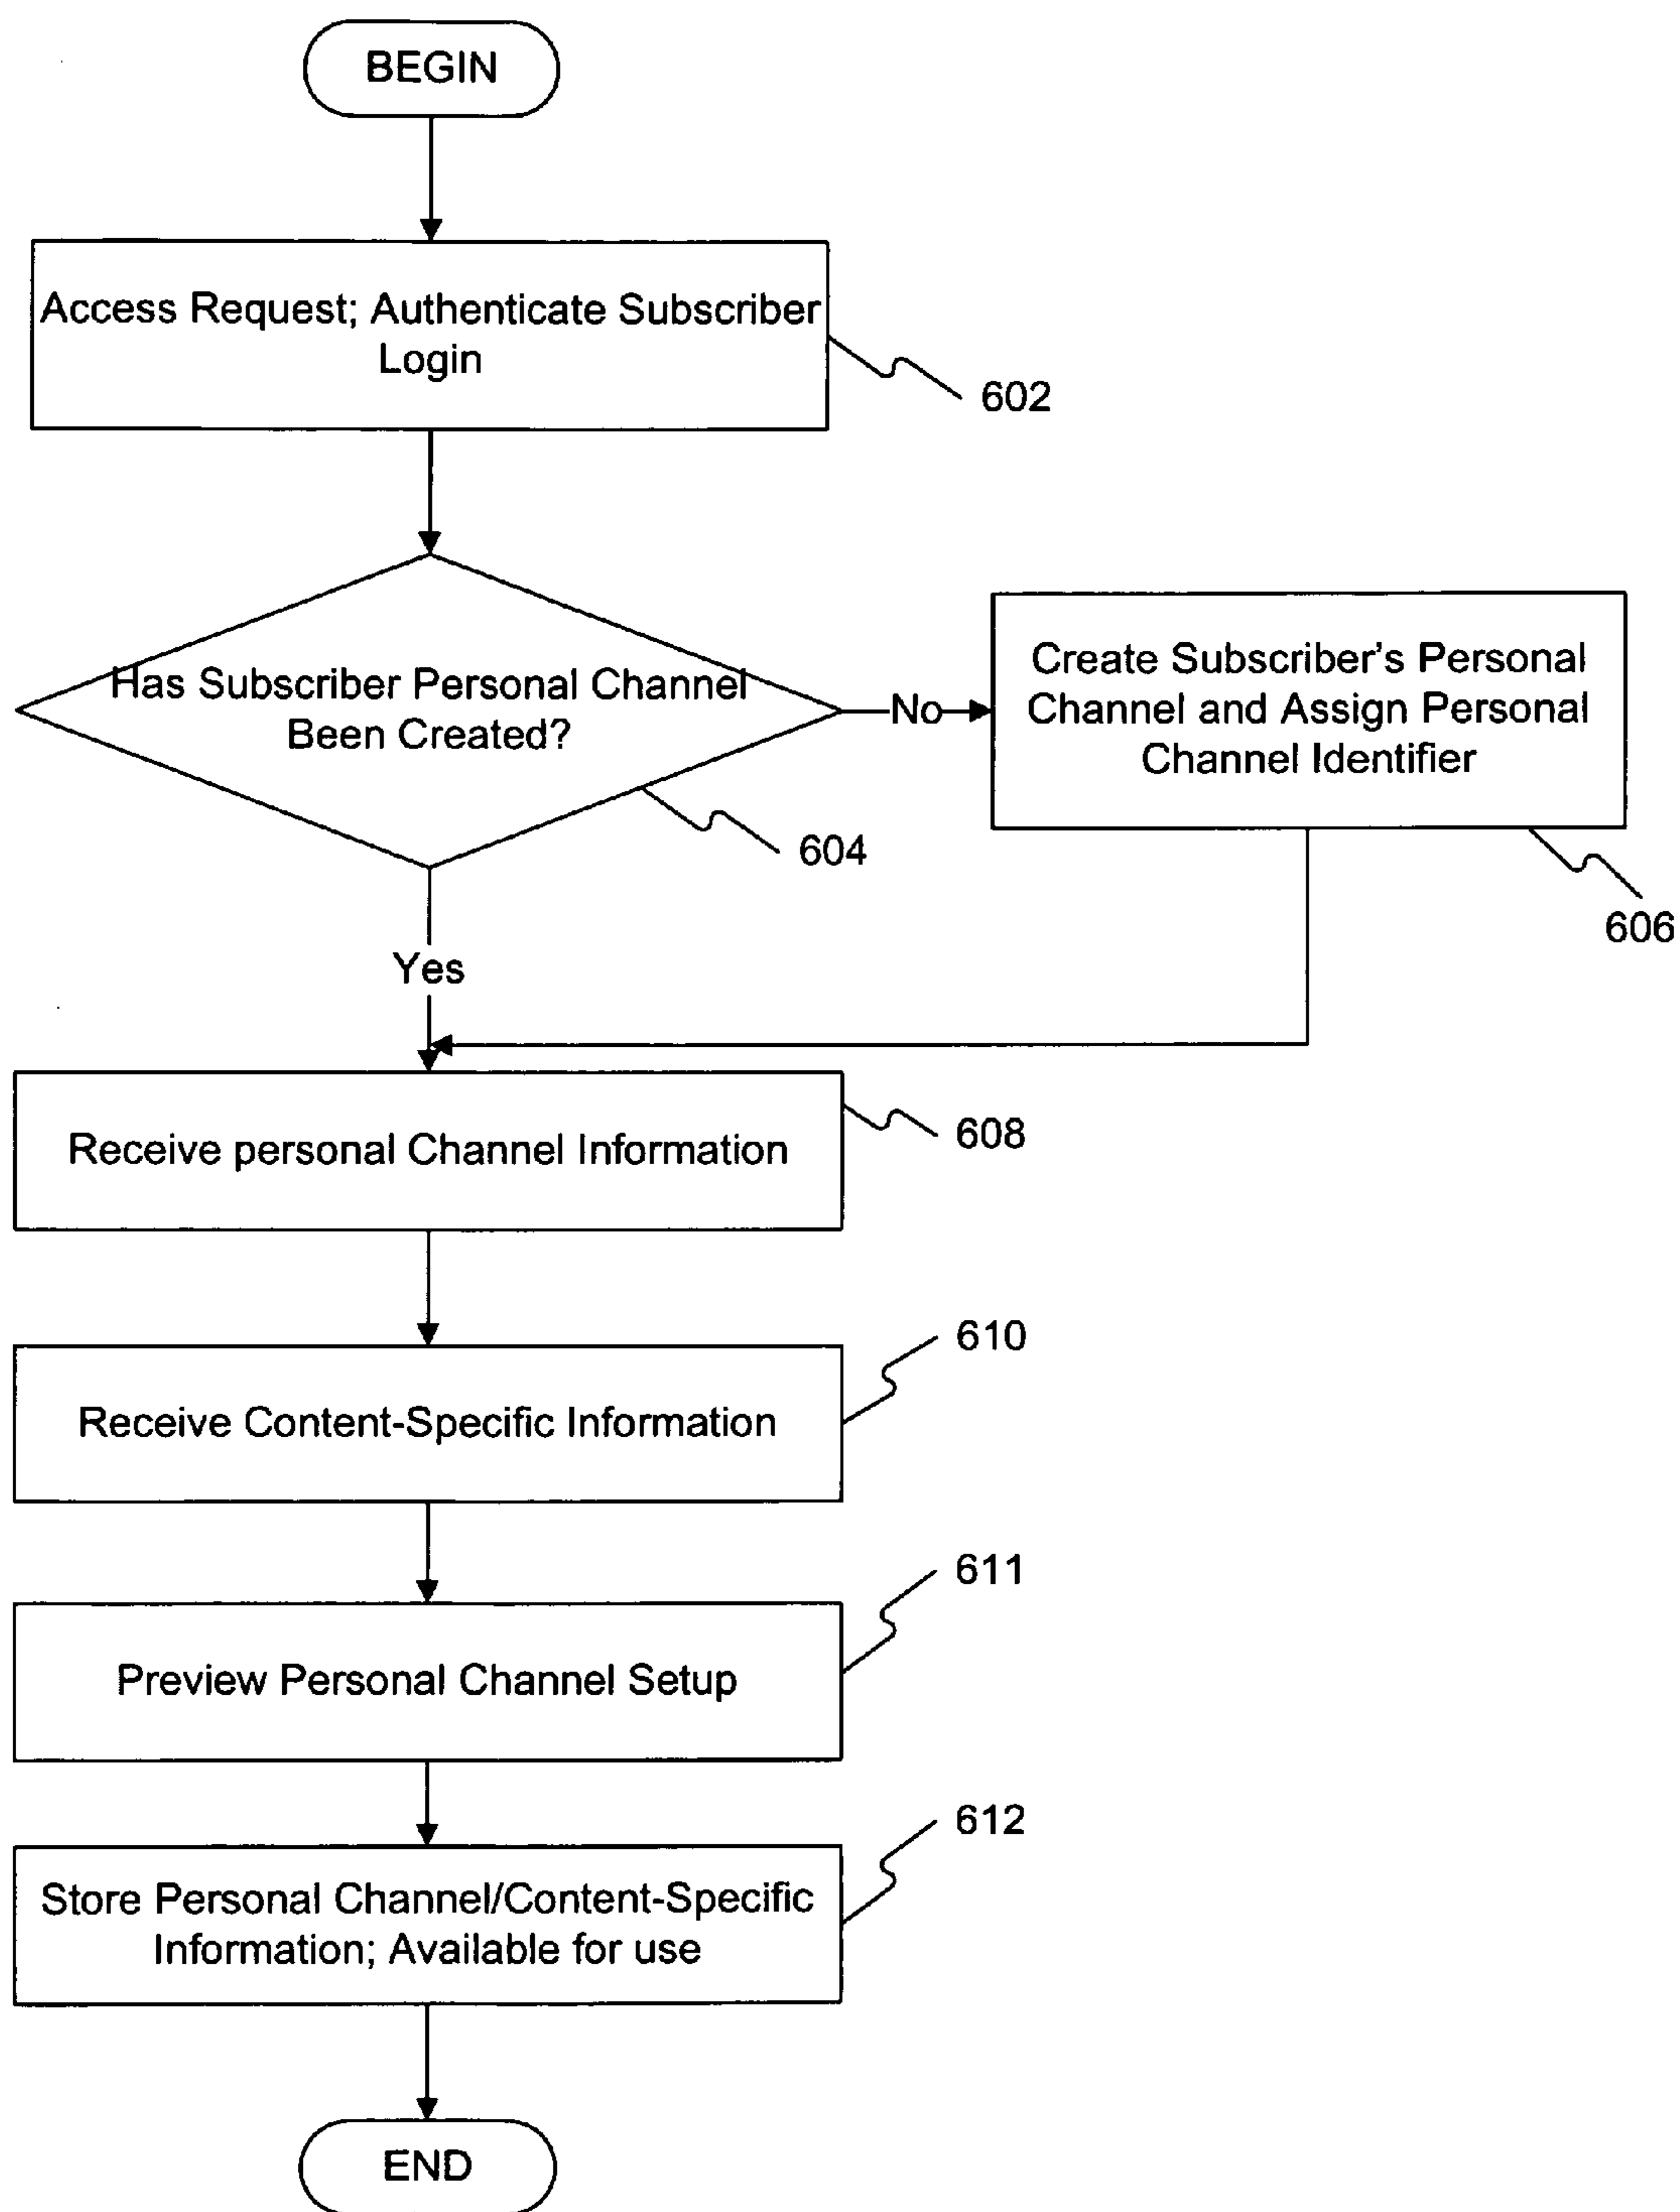 BEGIN
Access Request; Authenticate Subscriber
Login
602
Has Subscriber Personal Channel
Been Created?
604
No
Create Subscriber's Personal
Channel and Assign Personal
Channel Identifier
606
Yes
Receive personal Channel Information
608
Receive Content-Specific Information
610
Preview Personal Channel Setup
611
Store Personal Channel/Content-Specific
Information; Available for use
612
END